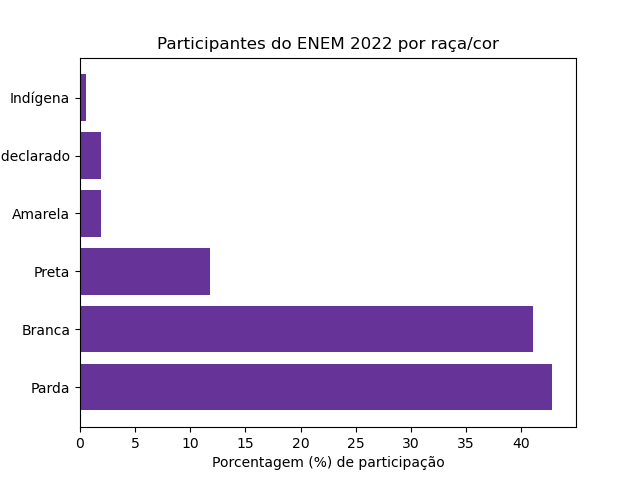 Participantes do ENEM 2022 por raça/cor
Indígena
declarado
Amarela
Preta
Branca
Parda
0 5 10 15 20 25 30 35 40
Porcentagem (%) de participação